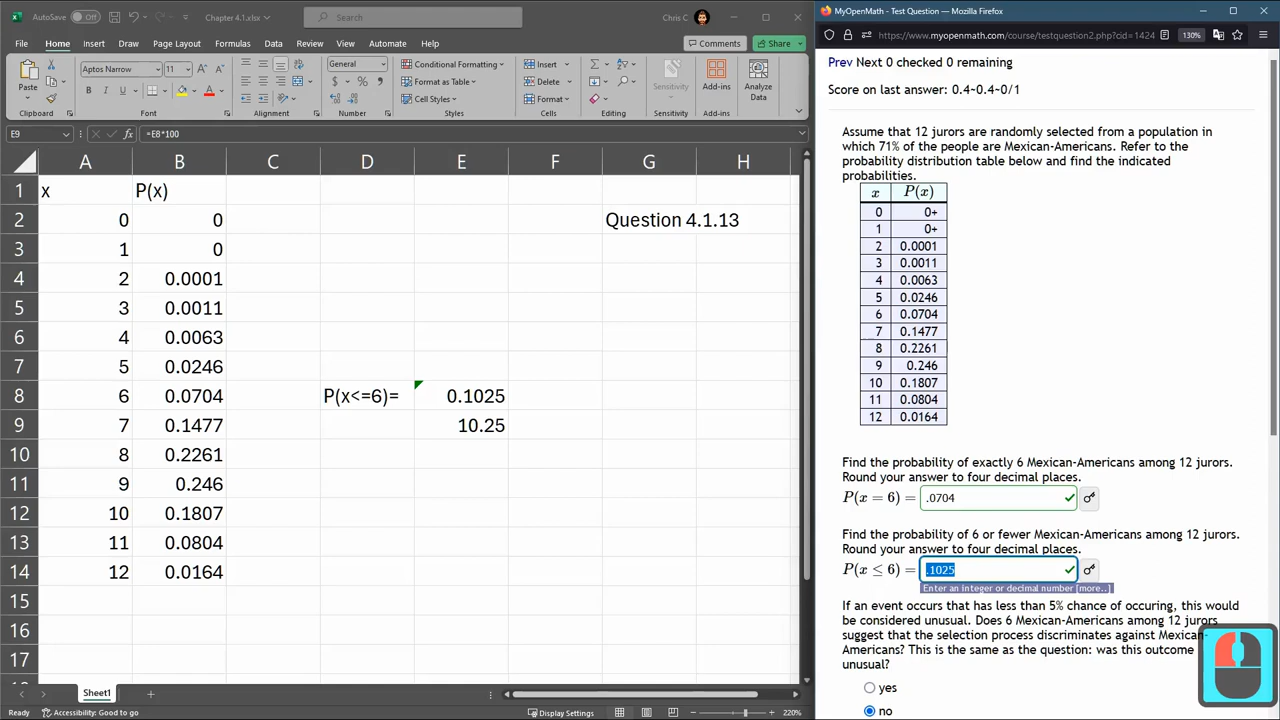 AutoSave Off Chapter 4.1.xlsx Search Chris C
File Home Insert Draw Page Layout Formulas Data Review View Automate Help Comments Share
Paste Aptos Narrow 11 A A General Conditional Formatting Insert Sensitivity Add-ins Analyze Data
B I U A $ % Format as Table Delete
Cell Styles Format
Clipboard Font Alignment Number Styles Cells Editing Sensitivity Add-ins
E9 fx =E8*100
A B C D E F G H
1 x P(x)
2 0 0 Question 4.1.13
3 1 0
4 2 0.0001
5 3 0.0011
6 4 0.0063
7 5 0.0246
8 6 0.0704 P(x<=6)= 0.1025
9 7 0.1477 10.25
10 8 0.2261
11 9 0.246
12 10 0.1807
13 11 0.0804
14 12 0.0164
15
16
17
Sheet1
Ready Accessibility: Good to go Display Settings 220%
MyOpenMath - Test Question — Mozilla Firefox
https://www.myopenmath.com/course/testquestion2.php?cid=1424 130%
Prev Next 0 checked 0 remaining
Score on last answer: 0.4~0.4~0/1
Assume that 12 jurors are randomly selected from a population in
which 71% of the people are Mexican-Americans. Refer to the
probability distribution table below and find the indicated
probabilities.
x P(x)
0 0+
1 0+
2 0.0001
3 0.0011
4 0.0063
5 0.0246
6 0.0704
7 0.1477
8 0.2261
9 0.246
10 0.1807
11 0.0804
12 0.0164
Find the probability of exactly 6 Mexican-Americans among 12 jurors.
Round your answer to four decimal places.
P(x = 6) = .0704
Find the probability of 6 or fewer Mexican-Americans among 12 jurors.
Round your answer to four decimal places.
P(x ≤ 6) = .1025
Enter an integer or decimal number [more..]
If an event occurs that has less than 5% chance of occuring, this would
be considered unusual. Does 6 Mexican-Americans among 12 jurors
suggest that the selection process discriminates against Mexican-
Americans? This is the same as the question: was this outcome
unusual?
yes
no